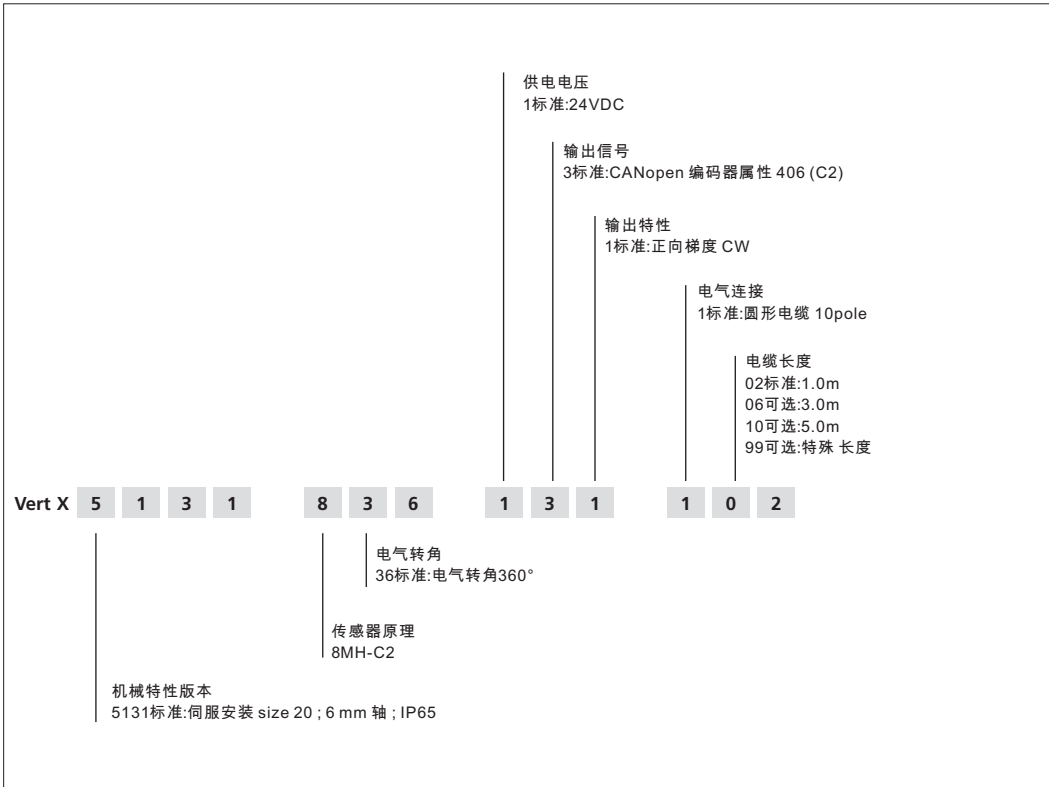 供电电压
1标准:24VDC
输出信号
3标准:CANopen 编码器属性 406 (C2)
输出特性
1标准:正向梯度 CW
电气连接
1标准:圆形电缆 10pole
电缆长度
02标准:1.0m
06可选:3.0m
10可选:5.0m
99可选:特殊 长度
Vert X 5 1 3 1 8 3 6 1 3 1 1 0 2
电气转角
36标准:电气转角360°
传感器原理
8MH-C2
机械特性版本
5131标准:伺服安装 size 20 ; 6 mm 轴 ; IP65